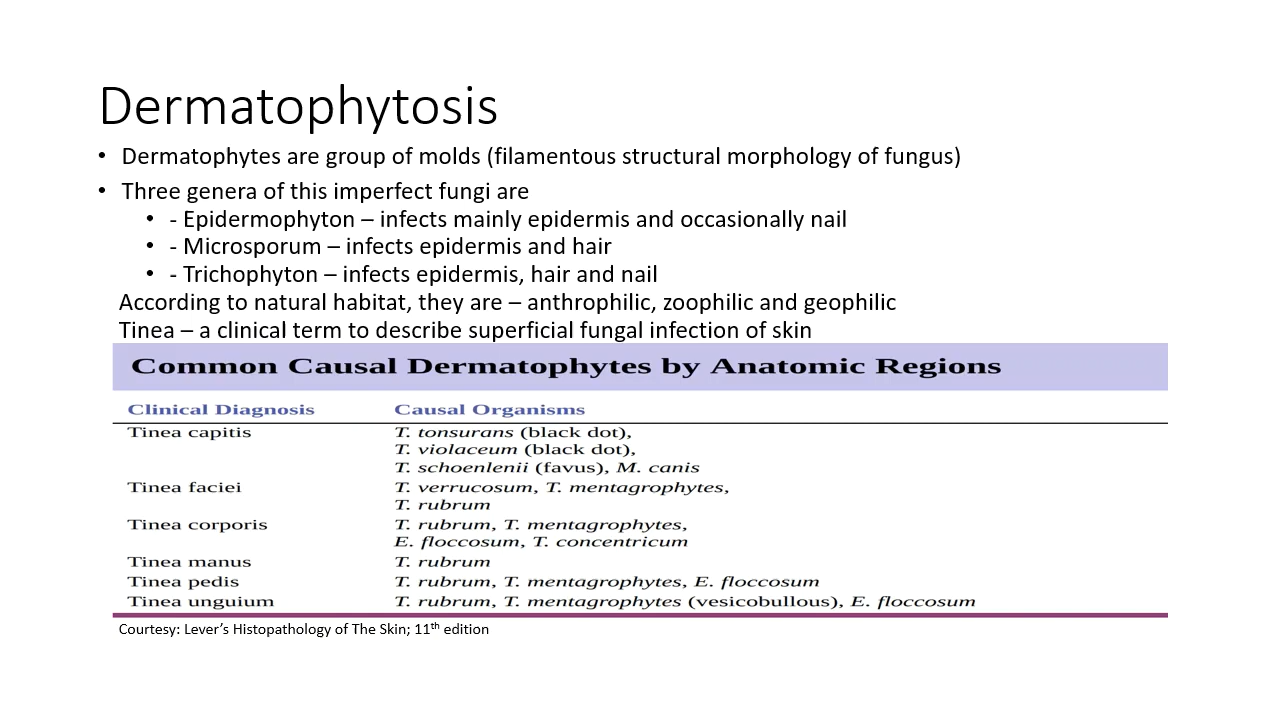 Dermatophytosis
• Dermatophytes are group of molds (filamentous structural morphology of fungus)
• Three genera of this imperfect fungi are
• - Epidermophyton – infects mainly epidermis and occasionally nail
• - Microsporum – infects epidermis and hair
• - Trichophyton – infects epidermis, hair and nail
According to natural habitat, they are – anthrophilic, zoophilic and geophilic
Tinea – a clinical term to describe superficial fungal infection of skin
Common Causal Dermatophytes by Anatomic Regions
Clinical Diagnosis Causal Organisms
Tinea capitis T. tonsurans (black dot),
T. violaceum (black dot),
T. schoenlenii (favus), M. canis
Tinea faciei T. verrucosum, T. mentagrophytes,
T. rubrum
Tinea corporis T. rubrum, T. mentagrophytes,
E. floccosum, T. concentricum
Tinea manus T. rubrum
Tinea pedis T. rubrum, T. mentagrophytes, E. floccosum
Tinea unguium T. rubrum, T. mentagrophytes (vesicobullous), E. floccosum
Courtesy: Lever’s Histopathology of The Skin; 11th edition